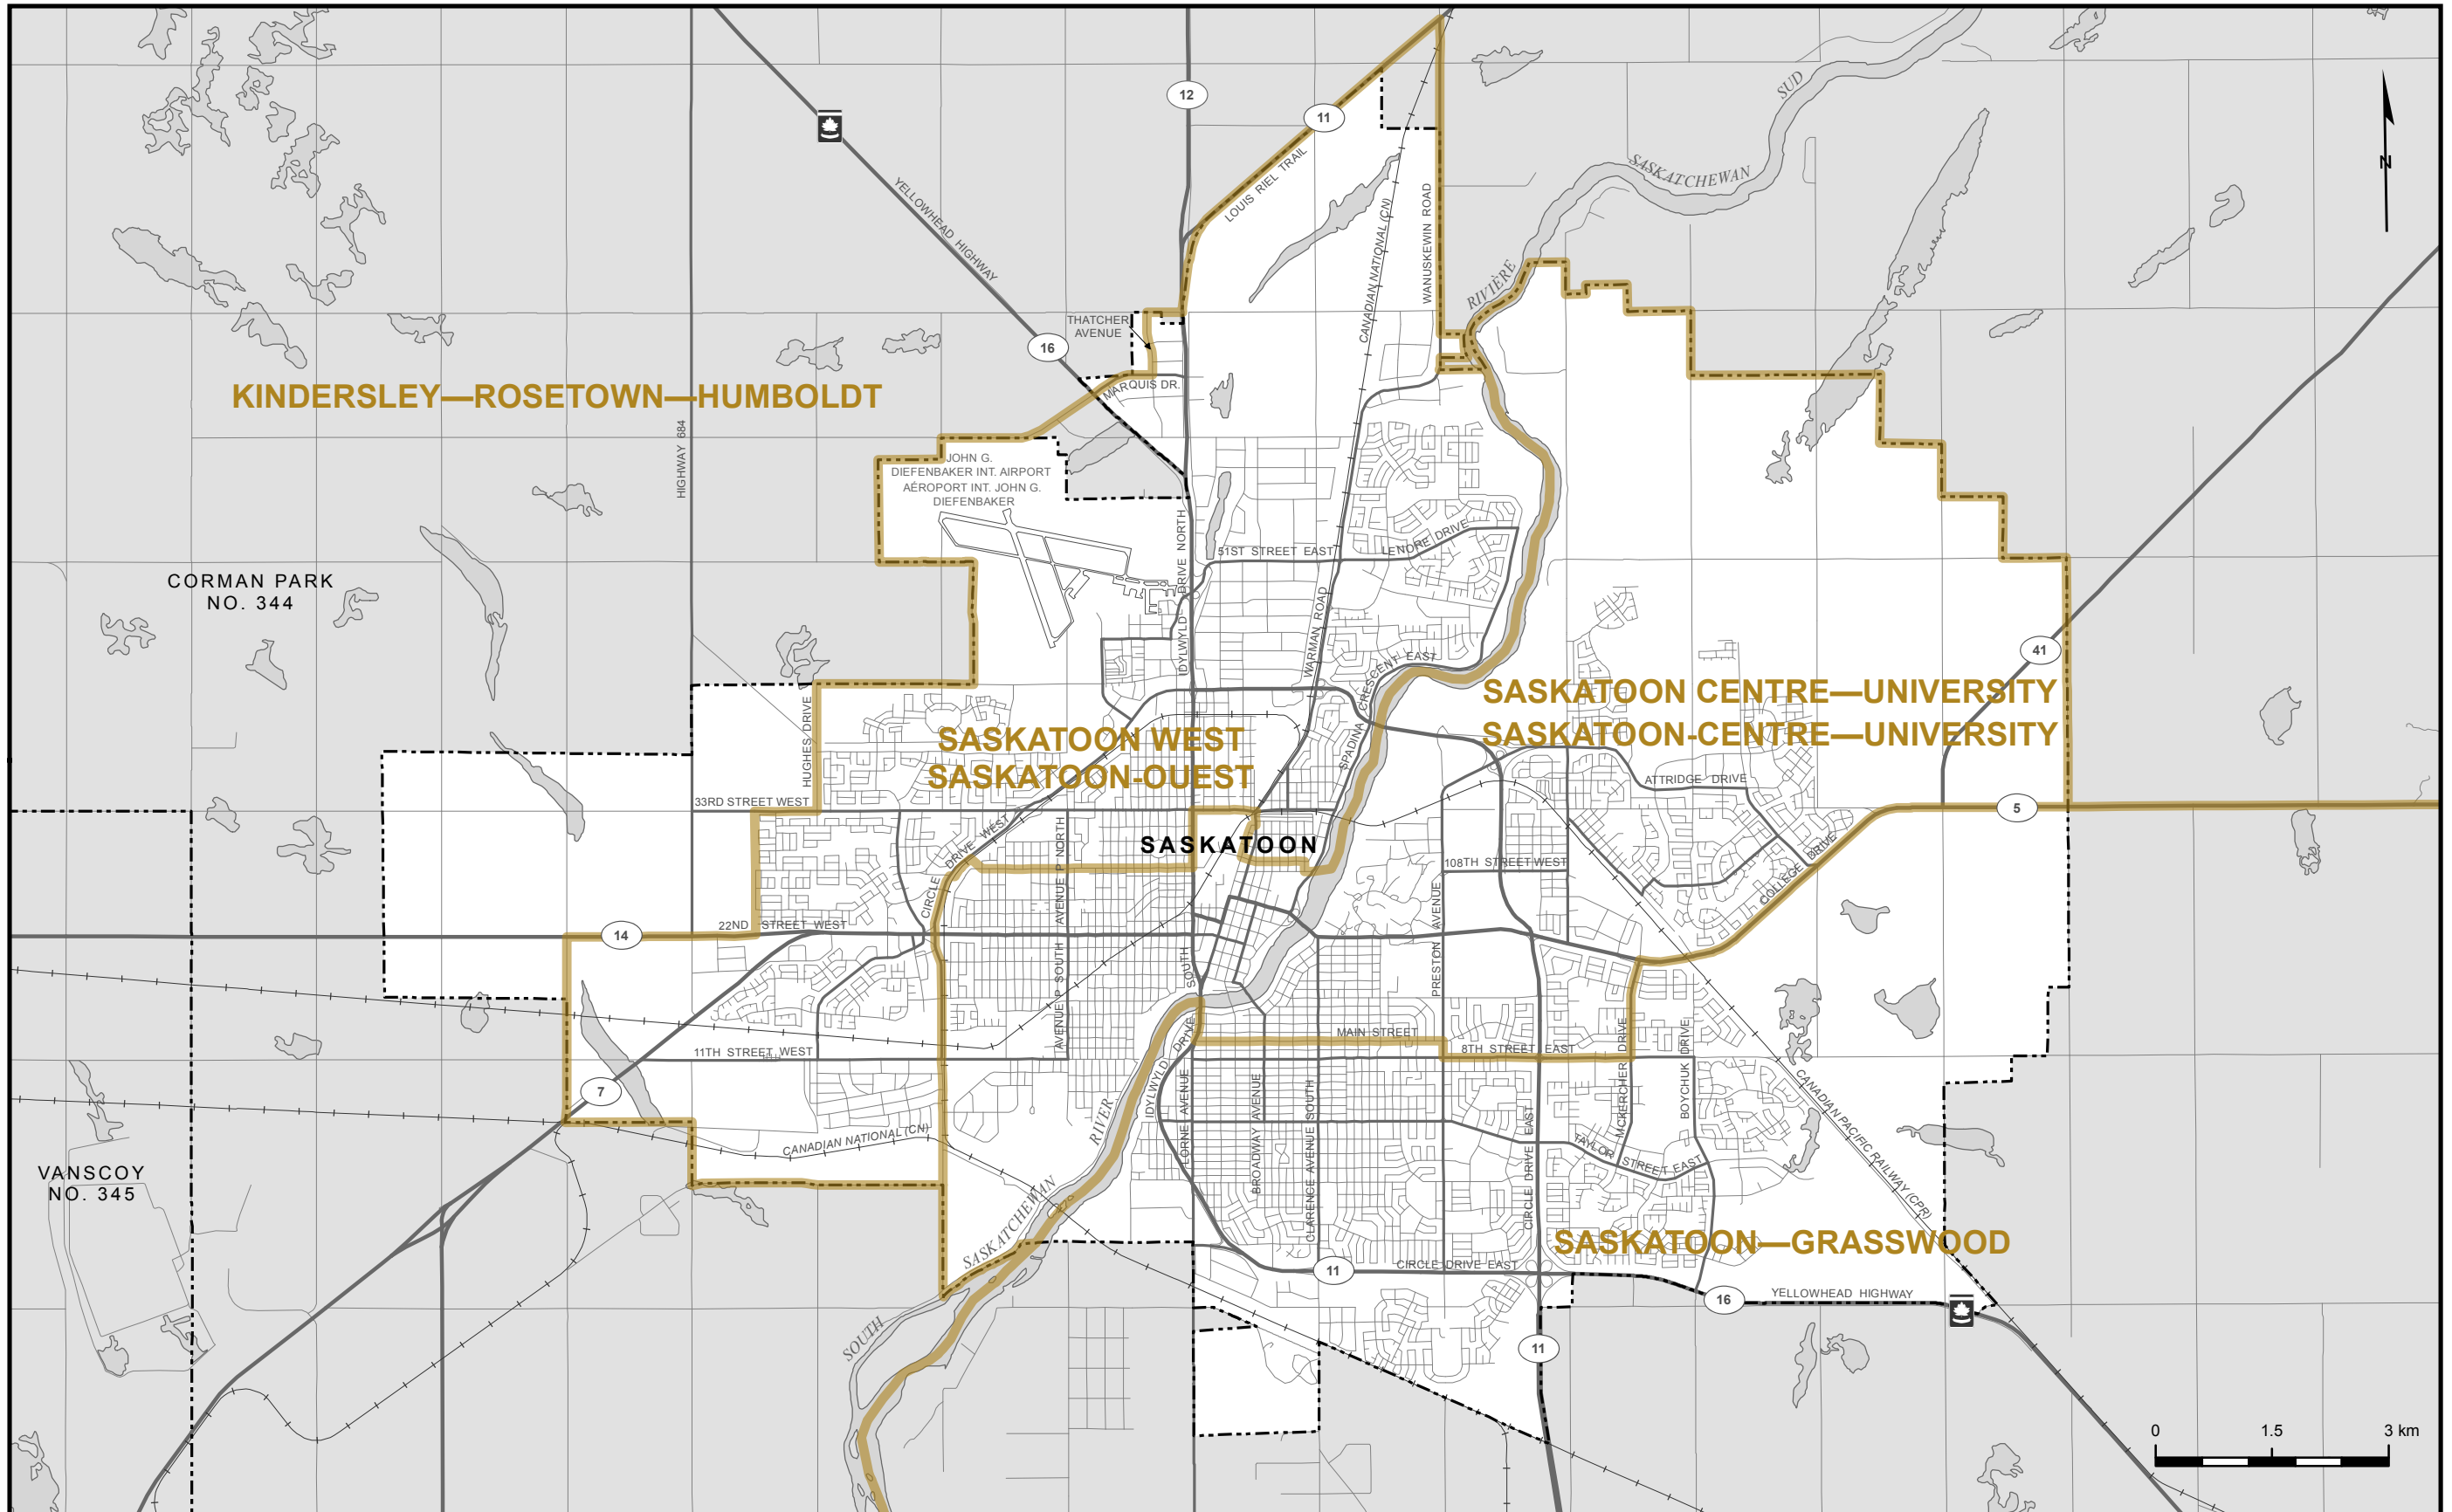 12
11
SUD
SASKATCHEWAN
RIVIÈRE
N
LOUIS RIEL TRAIL
YELLOWHEAD HIGHWAY
CANADIAN NATIONAL (CN)
WANUSKEWIN ROAD
THATCHER
AVENUE
16
MARQUIS DR.
KINDERSLEY—ROSETOWN—HUMBOLDT
HIGHWAY 684
JOHN G.
DIEFENBAKER INT. AIRPORT
AÉROPORT INT. JOHN G.
DIEFENBAKER
IDYLWYLD DRIVE NORTH
51ST STREET EAST
LENORE DRIVE
CORMAN PARK
NO. 344
WARMAN ROAD
SPADINA CRESCENT EAST
41
SASKATOON CENTRE—UNIVERSITY
SASKATOON-CENTRE—UNIVERSITY
HUGHES DRIVE
SASKATOON WEST
SASKATOON-OUEST
ATTRIDGE DRIVE
33RD STREET WEST
5
SASKATOON
CIRCLE DRIVE WEST
AVENUE P NORTH
108TH STREET WEST
COLLEGE DRIVE
PRESTON AVENUE
22ND STREET WEST
14
AVENUE P SOUTH
IDYLWYLD DRIVE SOUTH
MAIN STREET
8TH STREET EAST
11TH STREET WEST
11TH
7
MCKERCHER DRIVE
BOYCHUK DRIVE
CANADIAN NATIONAL (CN)
RIVER
SASKATCHEWAN
SOUTH
LORNE AVENUE
BROADWAY AVENUE
CLARENCE AVENUE SOUTH
CIRCLE DRIVE EAST
TAYLOR STREET EAST
CANADIAN PACIFIC RAILWAY (CPR)
VANSCOY
NO. 345
SASKATOON—GRASSWOOD
11
CIRCLE DRIVE EAST
16
YELLOWHEAD HIGHWAY
11
0 1.5 3 km